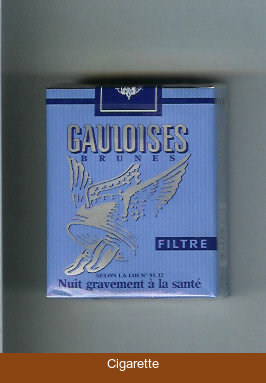 GAULOISES
BRUNES
FILTRE
SELON LA LOI N° 91.32
Nuit gravement à la santé
Cigarette